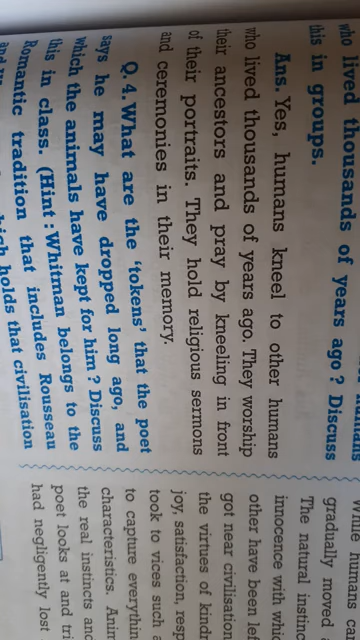 who lived thousands of years ago ? Discuss
this in groups.
Ans. Yes, humans kneel to other humans
who lived thousands of years ago. They worship
their ancestors and pray by kneeling in front
of their portraits. They hold religious sermons
and ceremonies in their memory.
Q. 4. What are the ‘tokens’ that the poet
says he may have dropped long ago, and
which the animals have kept for him ? Discuss
this in class. (Hint : Whitman belongs to the
Romantic tradition that includes Rousseau
holds that civilisation
humans
gradually moved
The natural instinc
innocence with whic
other have been lef
got near civilisation
the virtues of kindn
joy, satisfaction, resp
took to vices such a
to capture everythin
characteristics. Anim
the real instincts and
poet looks at and tri
had negligently lost